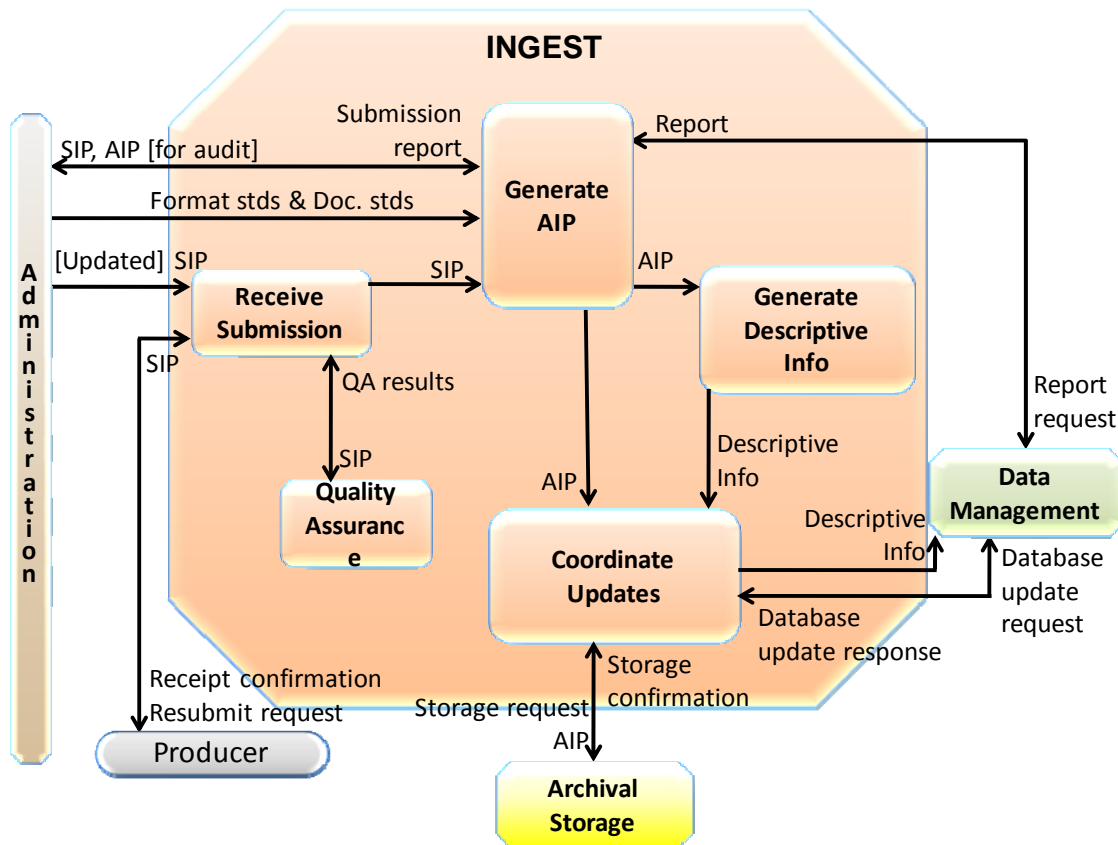 INGEST
Submission
report
Report
SIP, AIP [for audit]
Generate
AIP
Format stds & Doc. stds
[Updated] SIP
SIP
AIP
Administration
Receive
Submission
Generate
Descriptive
Info
SIP
QA results
Report
request
SIP
Descriptive
Info
AIP
Quality
Assuranc
e
Data
Management
Descriptive
Info
Coordinate
Updates
Database
update
request
Database
update response
Storage
confirmation
Receipt confirmation
Resubmit request
Storage request
AIP
Producer
Archival
Storage